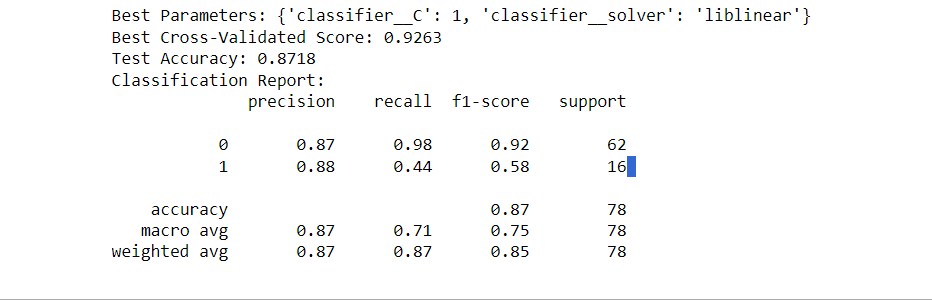 Best Parameters: {'classifier__C': 1, 'classifier__solver': 'liblinear'}
Best Cross-Validated Score: 0.9263
Test Accuracy: 0.8718
Classification Report:
precision recall f1-score support
0 0.87 0.98 0.92 62
1 0.88 0.44 0.58 16
accuracy 0.87 78
macro avg 0.87 0.71 0.75 78
weighted avg 0.87 0.87 0.85 78